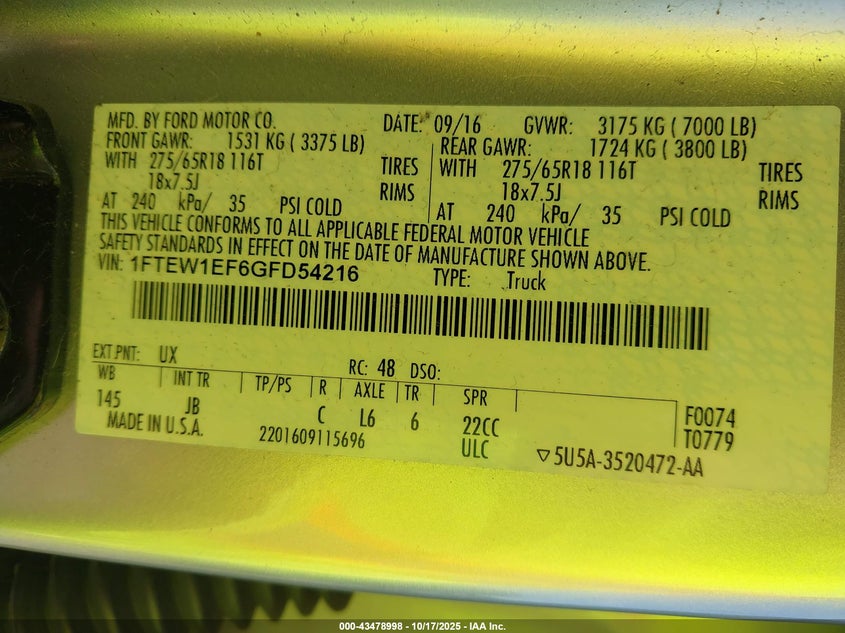 MFD. BY FORD MOTOR CO. DATE: 09/16 GVWR: 3175 KG ( 7000 LB)
FRONT GAWR: 1531 KG ( 3375 LB) REAR GAWR: 1724 KG ( 3800 LB)
WITH 275/65R18 116T TIRES WITH 275/65R18 116T TIRES
18x7.5J RIMS 18x7.5J RIMS
AT 240 kPa/ 35 PSI COLD AT 240 kPa/ 35 PSI COLD
THIS VEHICLE CONFORMS TO ALL APPLICABLE FEDERAL MOTOR VEHICLE
SAFETY STANDARDS IN EFFECT ON THE DATE OF MANUFACTURE SHOWN ABOVE.
VIN: 1FTEW1EF6GFD54216 TYPE: Truck
EXT PNT: UX RC: 48 DSO:
WB INT TR TP/PS R AXLE TR SPR
145 JB C L6 6 22CC F0074
MADE IN U.S.A. 2201609115696 ULC T0779
▽5U5A-3520472-AA
000-43478998 - 10/17/2025 - IAA Inc.